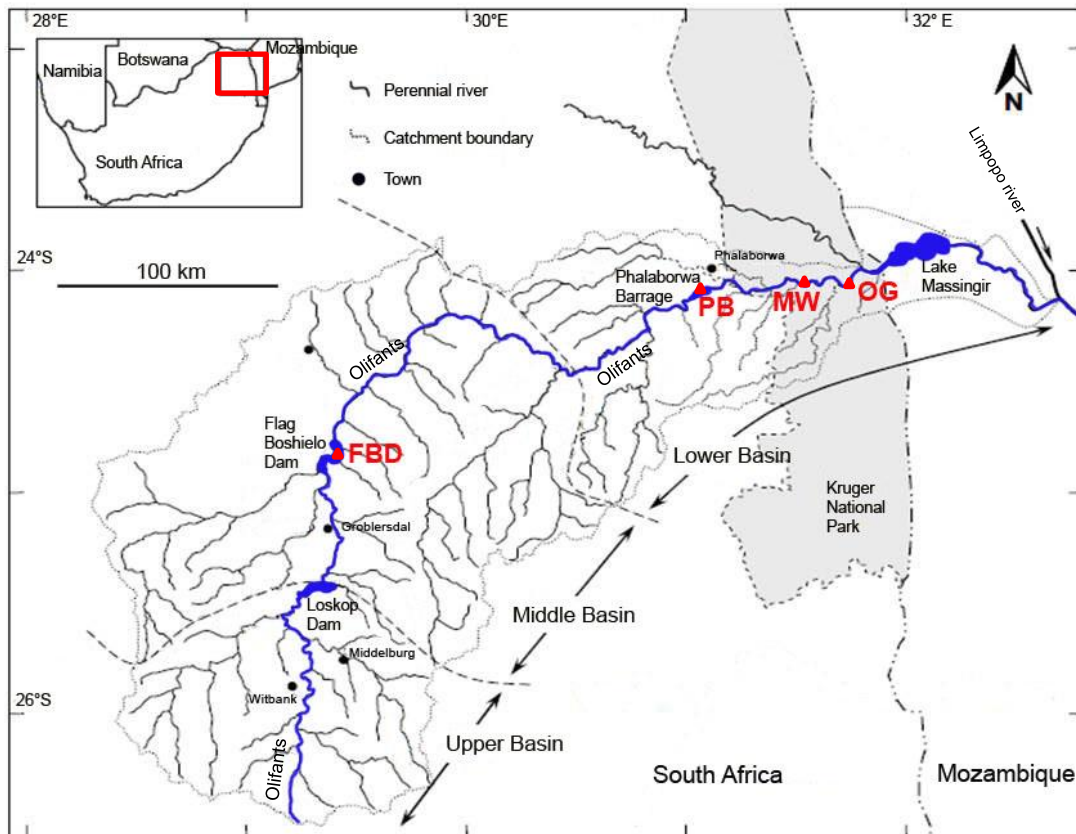 28°E
30°E
32°E
Mozambique
Botswana
Namibia
South Africa
Perennial river
Catchment boundary
Town
N
Limpopo river
24°S
100 km
Phalaborwa
Phalaborwa
Barrage
PB
MW
OG
Lake
Massingir
Olifants
Olifants
Flag
Boshielo
Dam
FBD
Lower Basin
Kruger
National
Park
Groblersdal
Loskop
Dam
Middle Basin
Middelburg
Witbank
26°S
Upper Basin
Olifants
South Africa
Mozambique